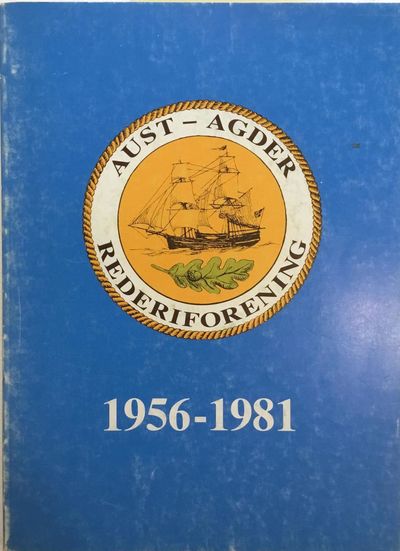 AUST - AGDER
REDERIFORENING
1956-1981